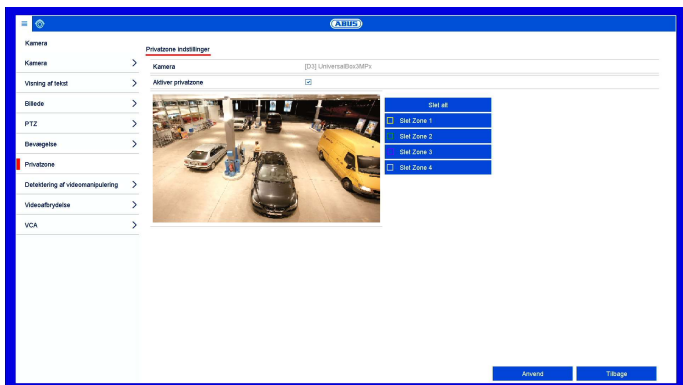 ABUS
Kamera
Privatzone indstillinger
Kamera
Kamera
[D3] UniversalBox3MPx
Visning af tekst
Aktiver privatzone
Billede
PTZ
Bevægelse
Privatzone
Detektering af videomanipulering
Videoafbrydelse
VCA
Slet alt
Slet Zone 1
Slet Zone 2
Slet Zone 3
Slet Zone 4
Anvend
Tilbage